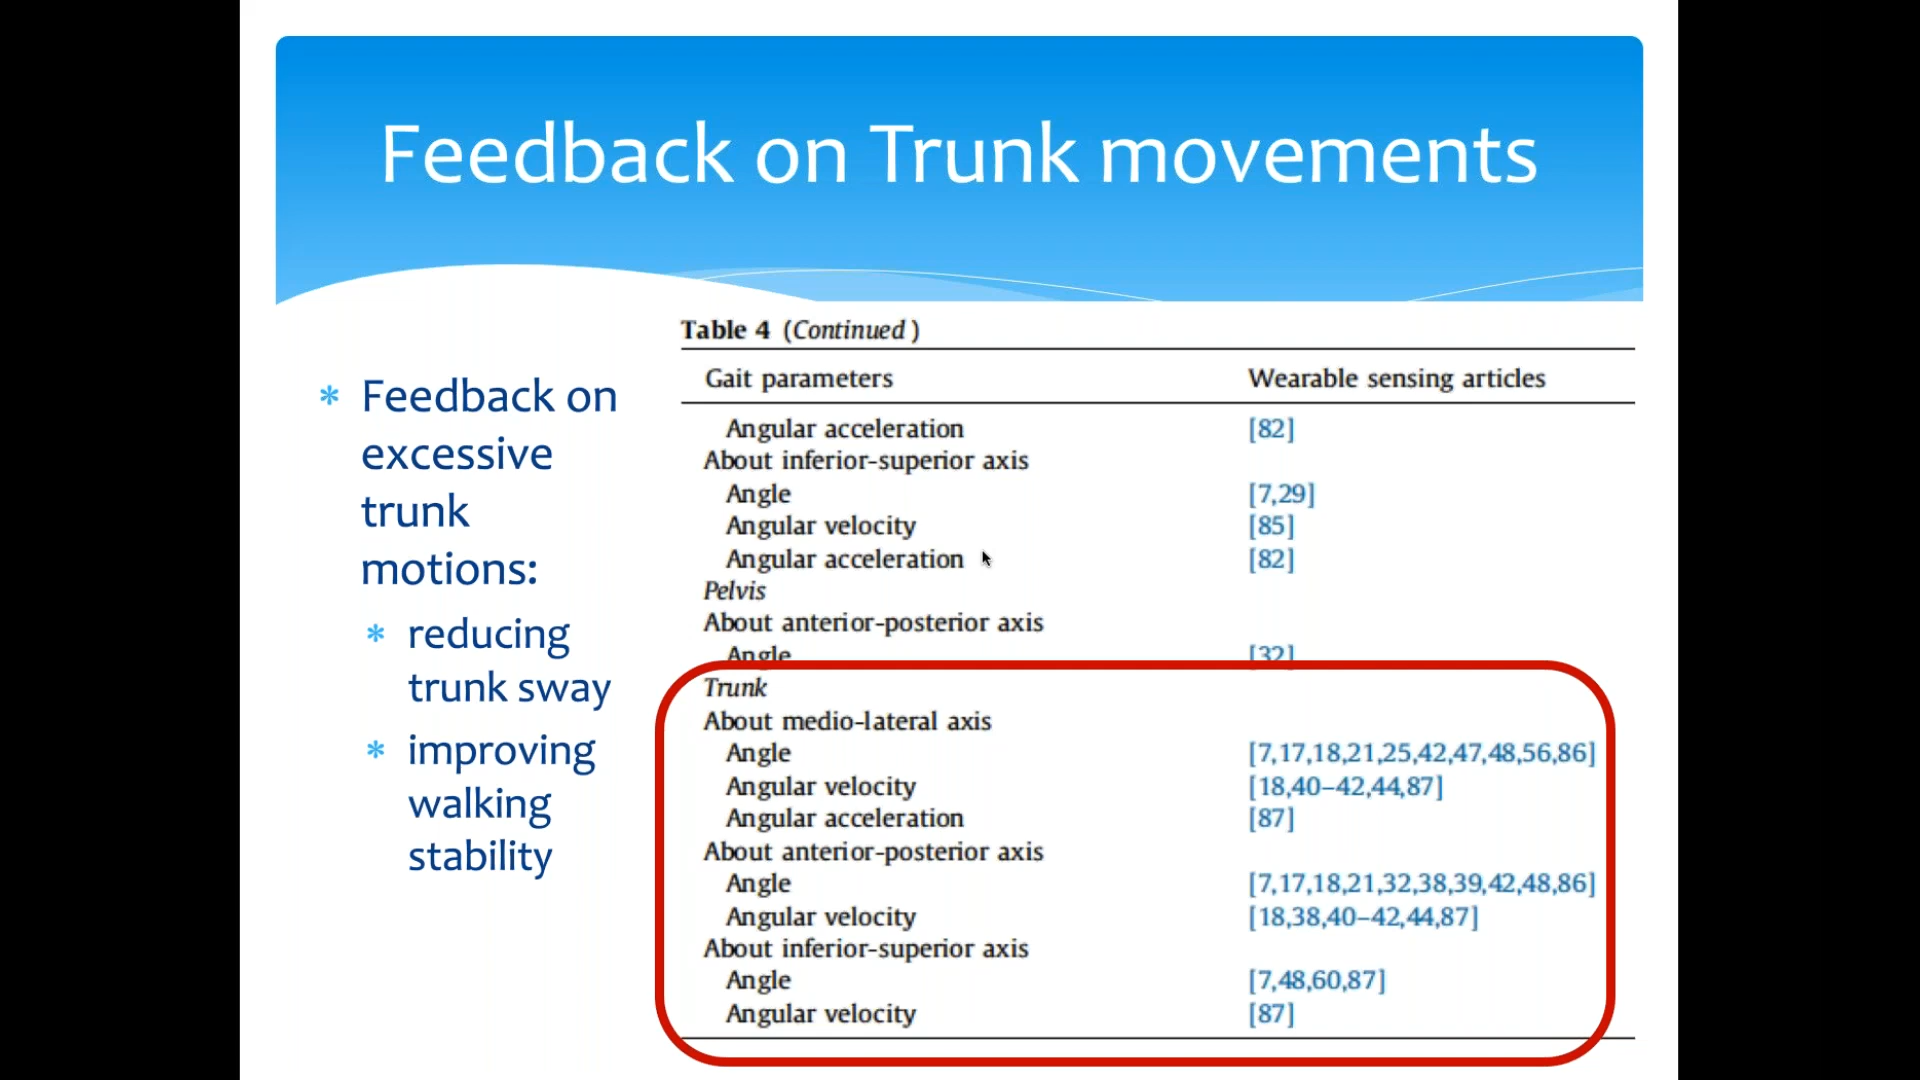 Feedback on Trunk movements
* Feedback on
excessive
trunk
motions:
* reducing
trunk sway
* improving
walking
stability
Table 4 (Continued)
Gait parameters Wearable sensing articles
Angular acceleration [82]
About inferior-superior axis
Angle [7,29]
Angular velocity [85]
Angular acceleration [82]
Pelvis
About anterior-posterior axis
Angle [32]
Trunk
About medio-lateral axis
Angle [7,17,18,21,25,42,47,48,56,86]
Angular velocity [18,40–42,44,87]
Angular acceleration [87]
About anterior-posterior axis
Angle [7,17,18,21,32,38,39,42,48,86]
Angular velocity [18,38,40–42,44,87]
About inferior-superior axis
Angle [7,48,60,87]
Angular velocity [87]